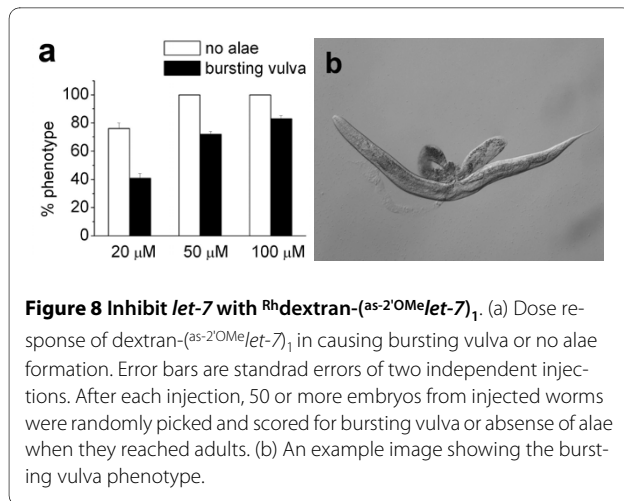 a
no alae
bursting vulva
b
100
80
60
40
20
0
% phenotype
20 µM
50 µM
100 µM
Figure 8 Inhibit let-7 with Rhdextran-(as-2'OMelet-7)1. (a) Dose re-
sponse of dextran-(as-2'OMelet-7)1 in causing bursting vulva or no alae
formation. Error bars are standrad errors of two independent injec-
tions. After each injection, 50 or more embryos from injected worms
were randomly picked and scored for bursting vulva or absense of alae
when they reached adults. (b) An example image showing the burst-
ing vulva phenotype.